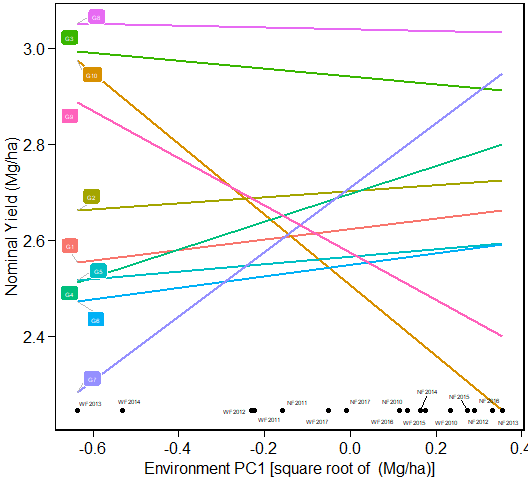 G8
G3
G10
G9
G2
G1
G5
G4
G6
G7
3.0
2.8
2.6
2.4
Nominal Yield (Mg/ha)
WF2013
WF2014
WF2012
WF2011
NF2011
WF2017
NF2017
WF2016
NF2010
WF2015
NF2014
WF2010
NF2015
NF2012
NF2016
NF2013
-0.6
-0.4
-0.2
0.0
0.2
0.4
Environment PC1 [square root of  (Mg/ha)]